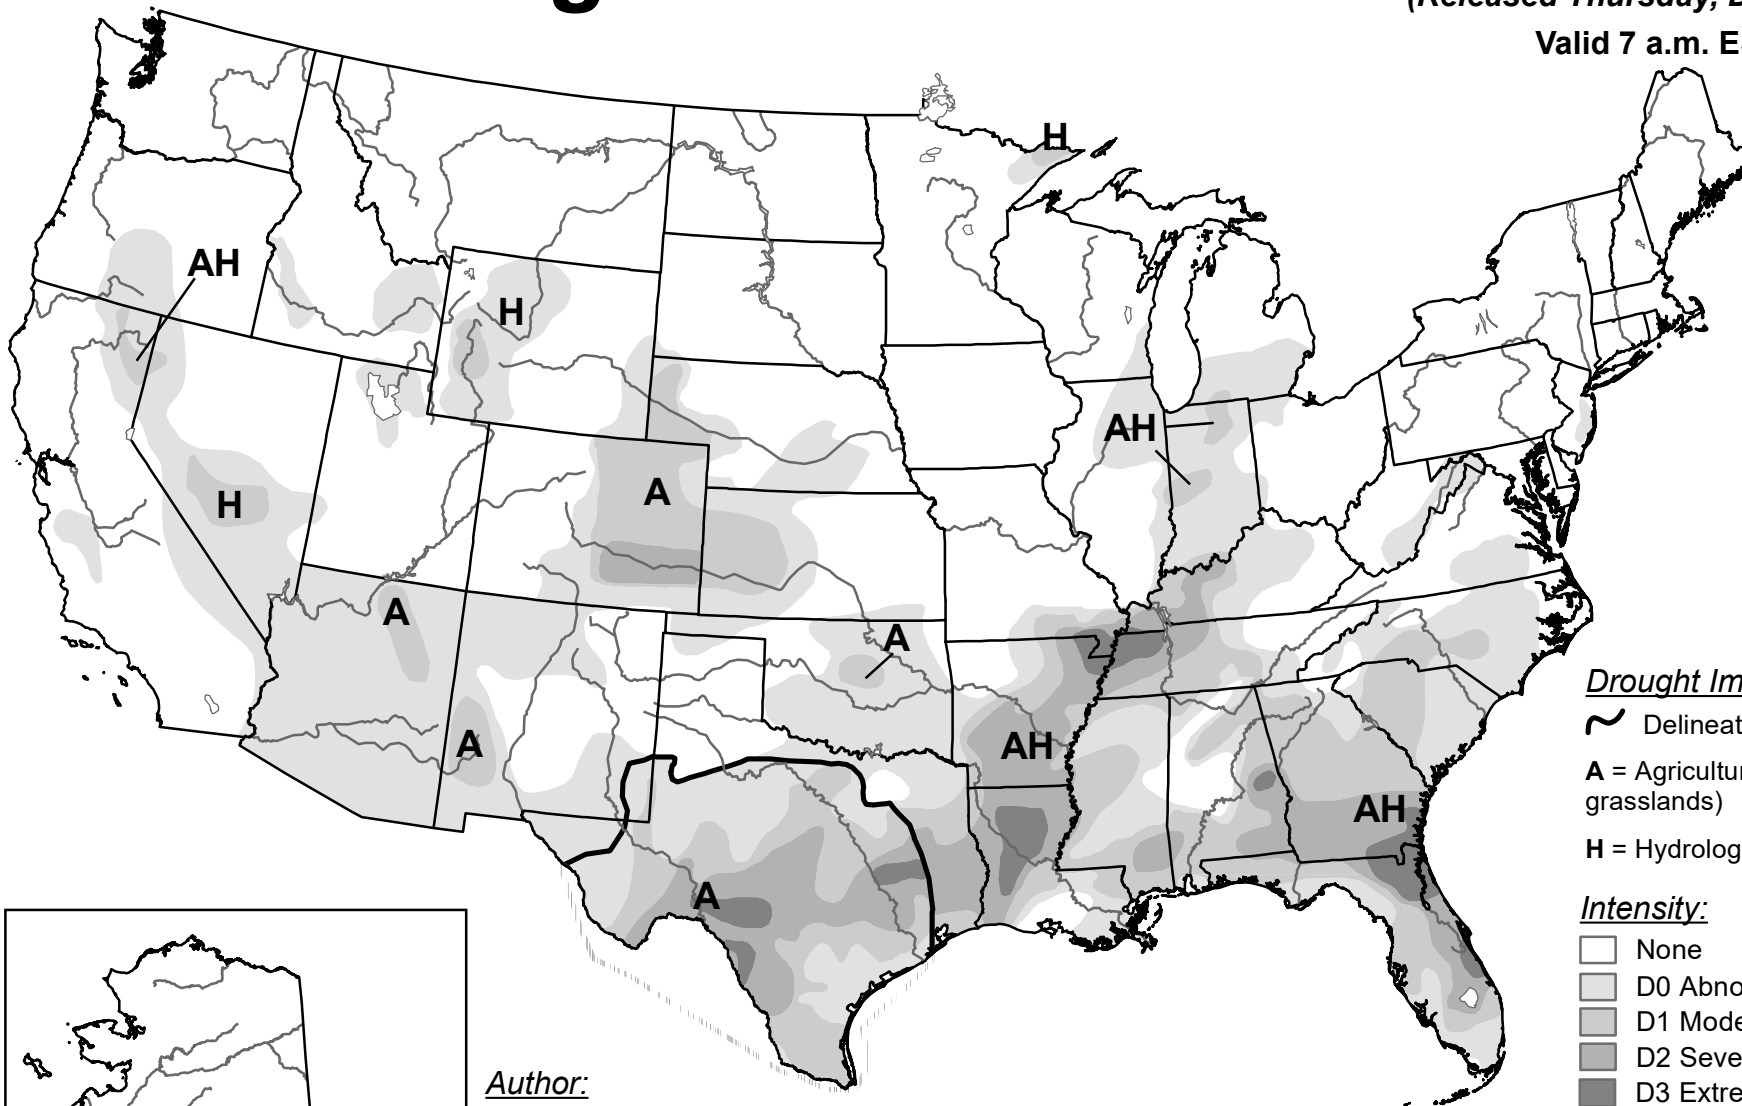 (Released Thursday,
Valid 7 a.m.
H
AH
H
AH
H
A
A
A
A
AH
AH
A
Drought
Delineat
A = Agricultur
grasslands)
H = Hydrolog
Intensity:
None
D0 Abno
D1 Mode
D2 Seve
D3 Extre
Author: